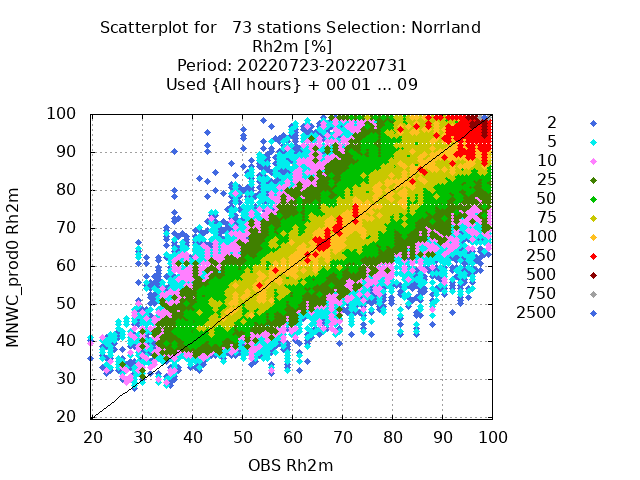 Scatterplot for   73 stations Selection: Norrland
Rh2m [%]
Period: 20220723-20220731
Used {All hours} + 00 01 ... 09
MNWC_prod0 Rh2m
100
90
80
70
60
50
40
30
20
20 30 40 50 60 70 80 90 100
OBS Rh2m
2
5
10
25
50
75
100
250
500
750
2500